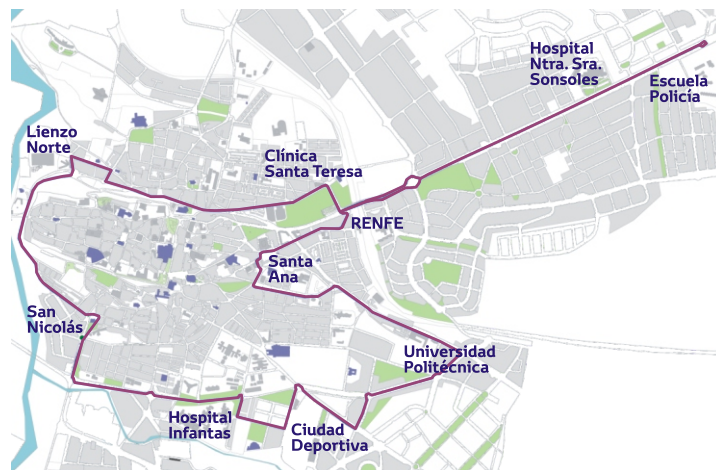 Hospital
Ntra. Sra.
Sonsoles
Escuela
Policía
Lienzo
Norte
Clínica
Santa Teresa
RENFE
Santa
Ana
San
Nicolás
Universidad
Politécnica
Hospital
Infantas
Ciudad
Deportiva